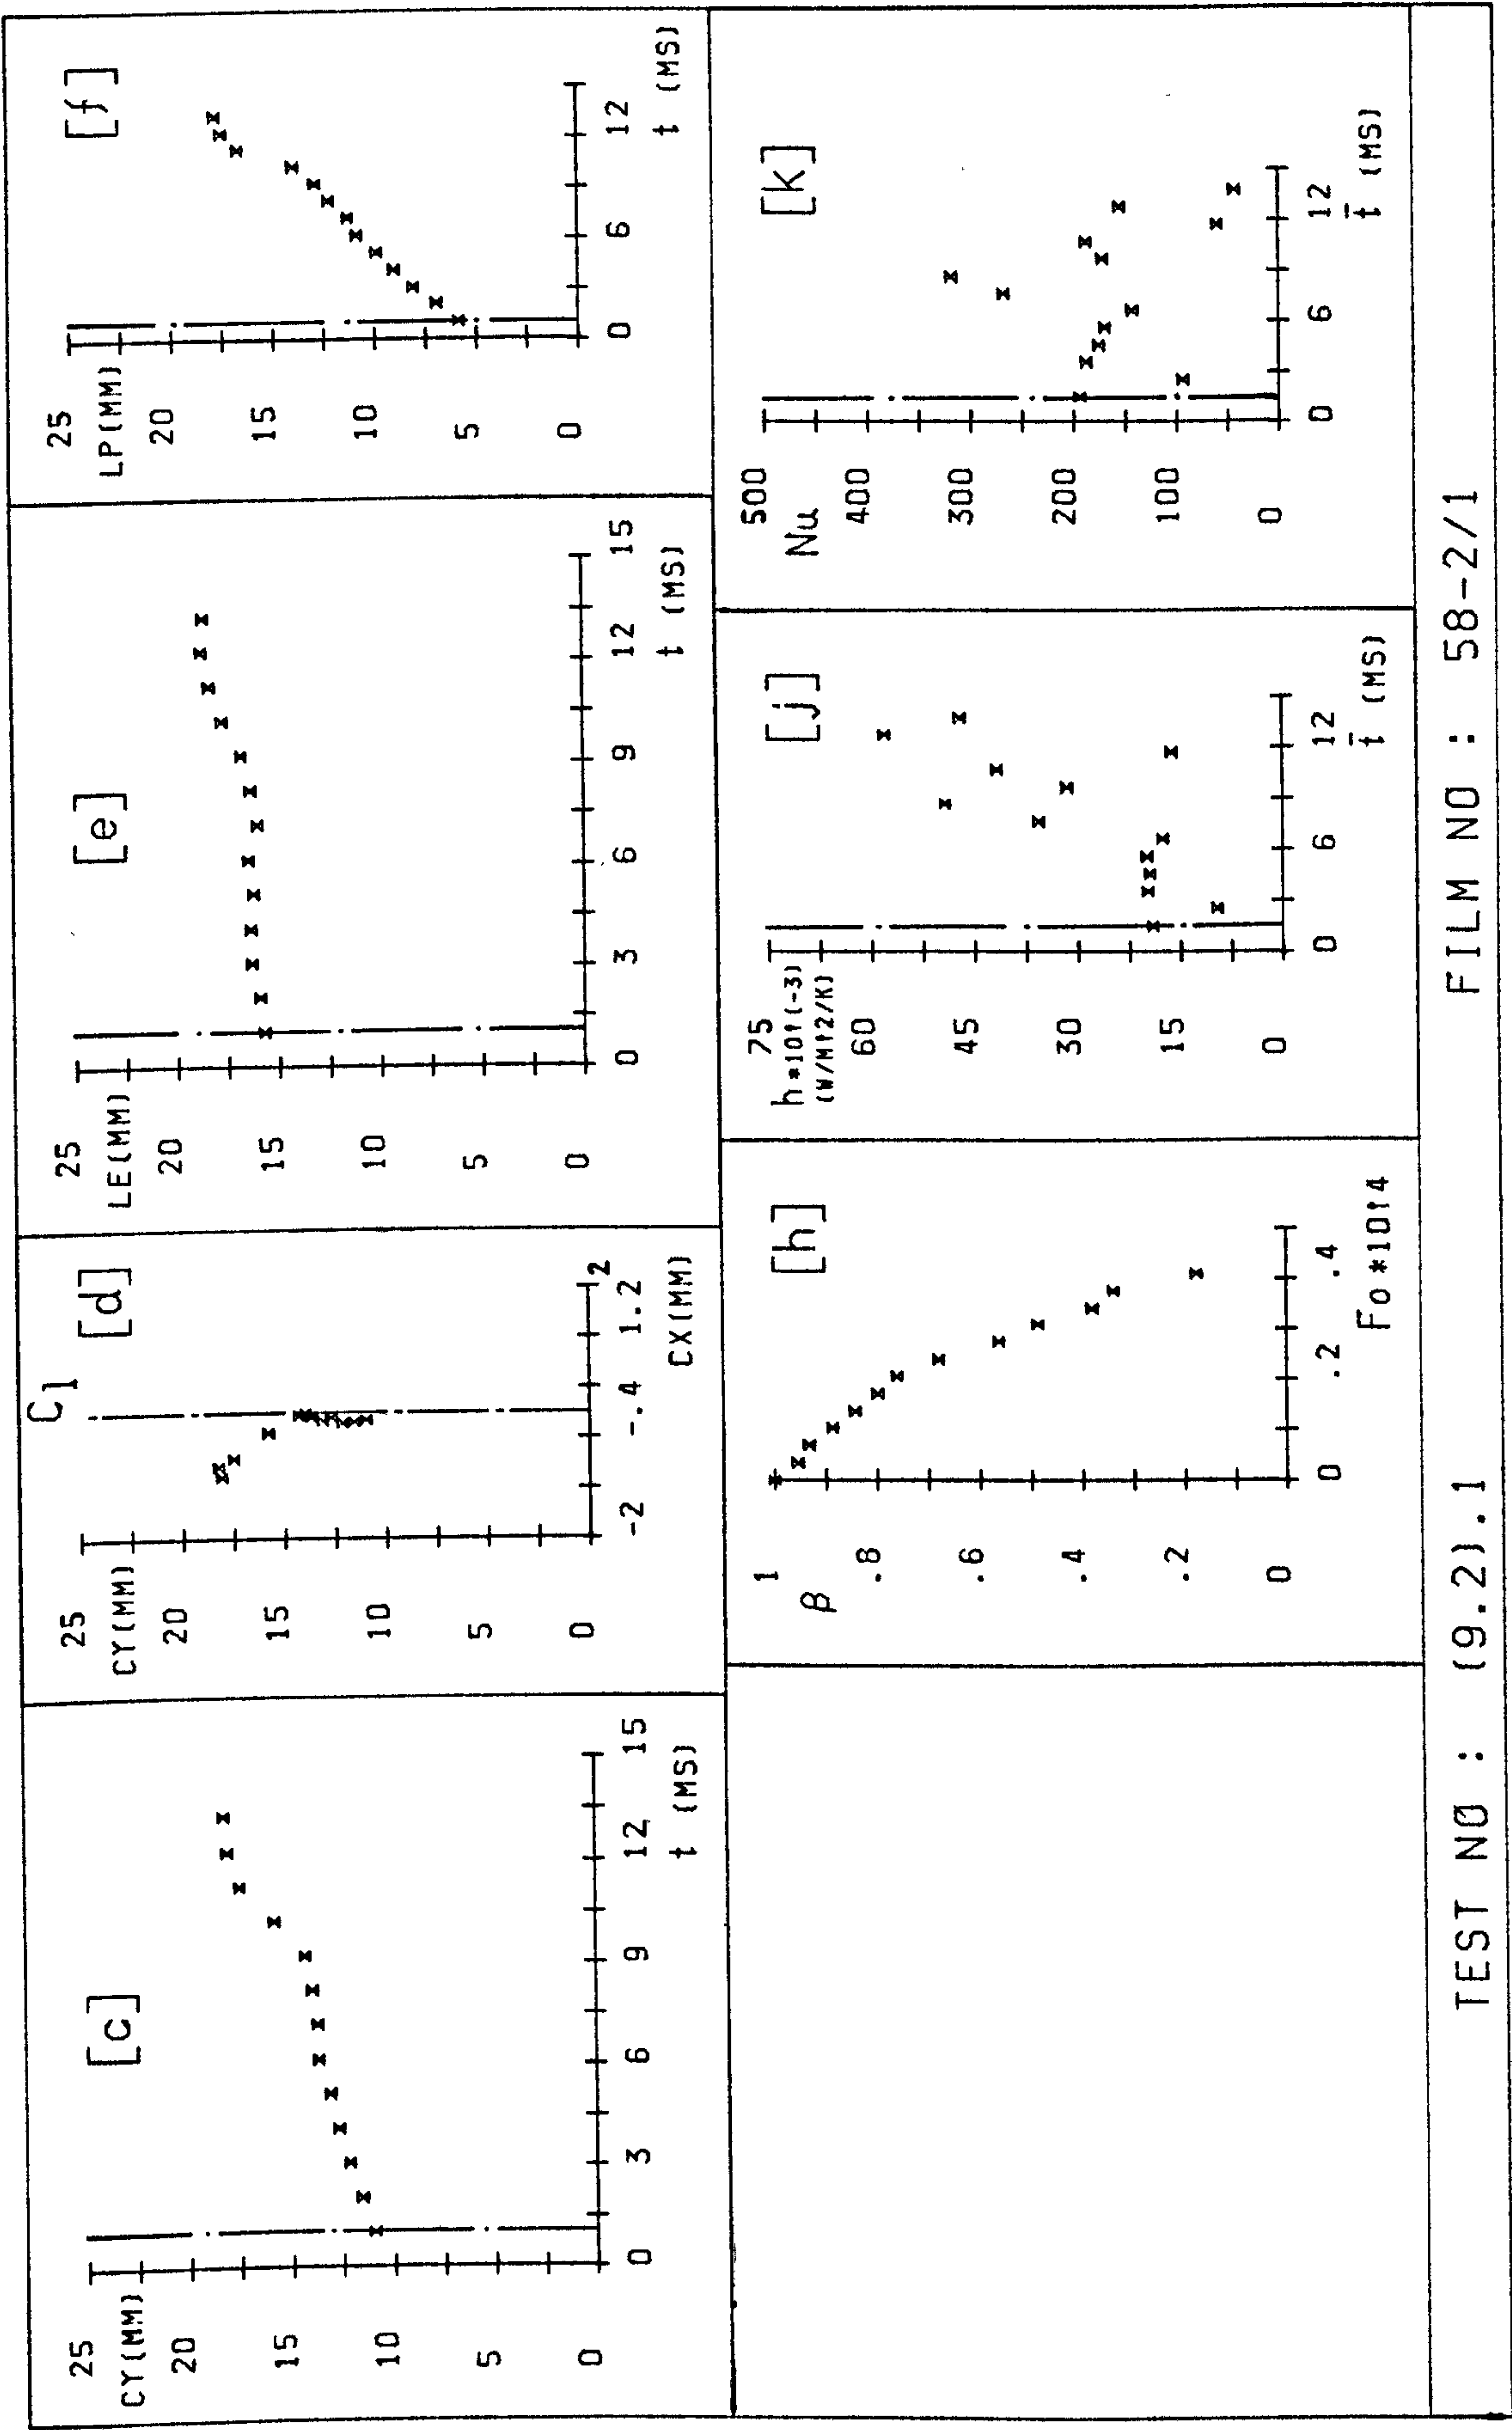 [c]
25
CY(MM)
20
15
10
5
0
0 3 6 9 12 15
t (MS)
C1
[d]
25
CY(MM)
20
15
10
5
0
-2 -.4 1.2
2
CX(MM)
[e]
25
LE(MM)
20
15
10
5
0
0 3 6 9 12 15
t (MS)
[f]
25
LP(MM)
20
15
10
5
0
0 6 12
t (MS)
[h]
1
β
.8
.6
.4
.2
0
0 .2 .4
Fo*10↑4
[j]
75
h*10↑(-3)
(W/M↑2/K)
60
45
30
15
0
0 6 12
t̄ (MS)
[k]
500
Nu
400
300
200
100
0
0 6 12
t̄ (MS)
TEST NO : (9.2).1 FILM NO : 58-2/1